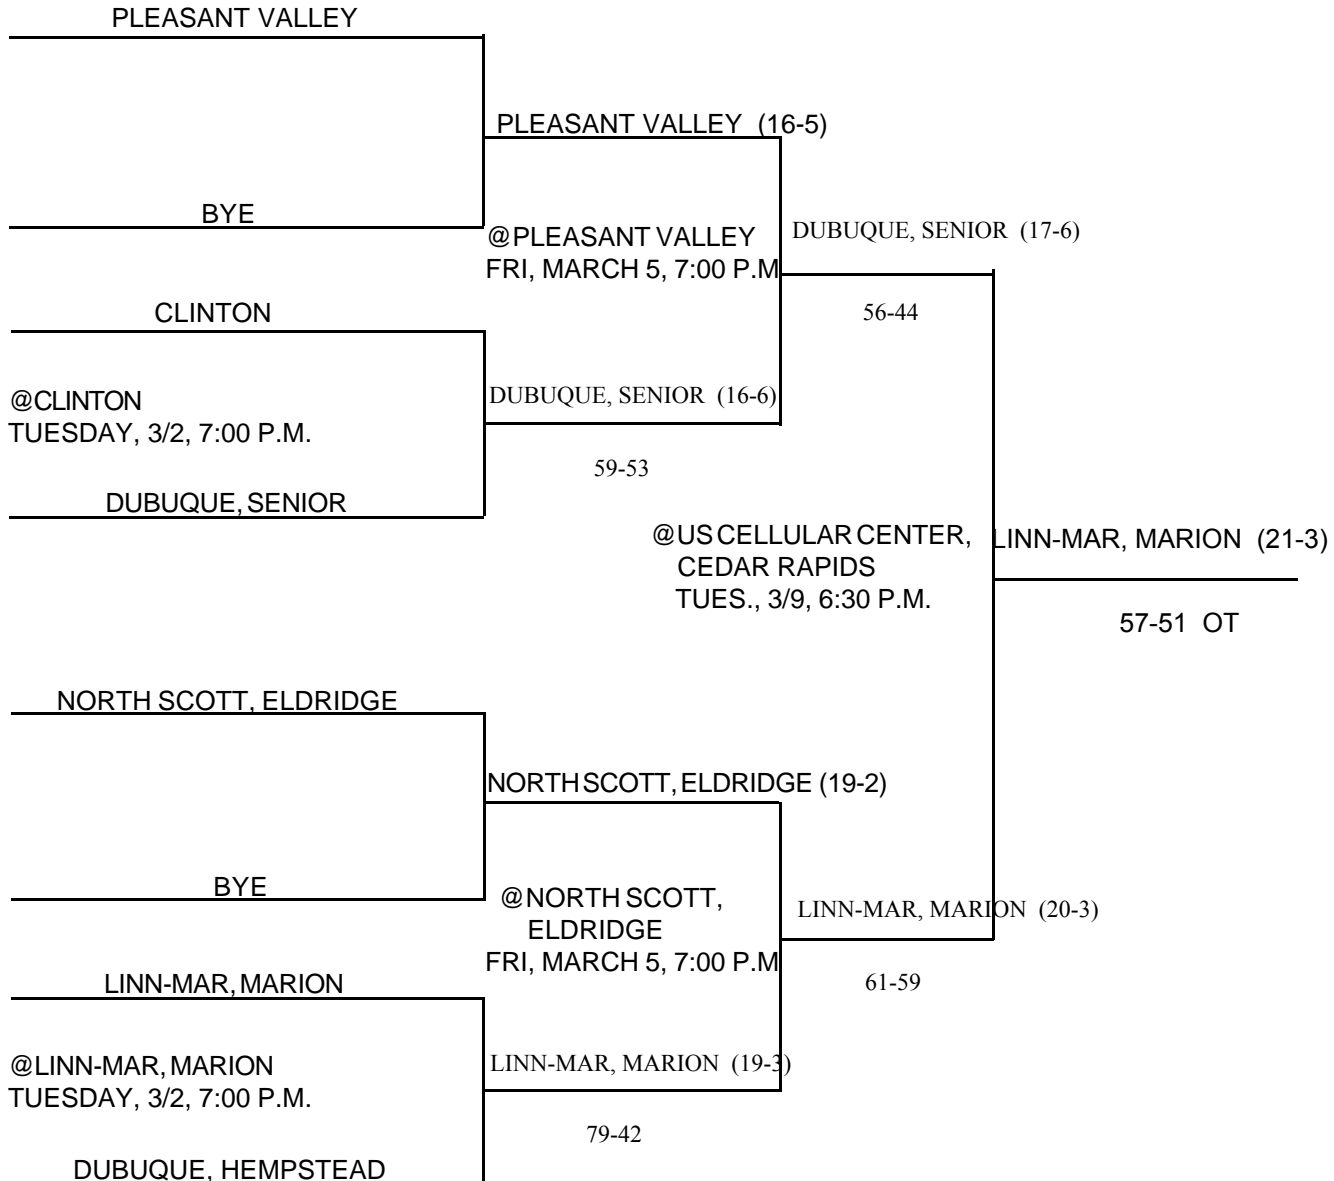 PLEASANT VALLEY
PLEASANT VALLEY (16-5)
BYE
@PLEASANT VALLEY
FRI, MARCH 5, 7:00 P.M
DUBUQUE, SENIOR (17-6)
56-44
CLINTON
@CLINTON
TUESDAY, 3/2, 7:00 P.M.
DUBUQUE, SENIOR (16-6)
59-53
DUBUQUE, SENIOR
@US CELLULAR CENTER,
CEDAR RAPIDS
TUES., 3/9, 6:30 P.M.
LINN-MAR, MARION (21-3)
57-51 OT
NORTH SCOTT, ELDRIDGE
NORTH SCOTT, ELDRIDGE (19-2)
BYE
@NORTH SCOTT,
ELDRIDGE
FRI, MARCH 5, 7:00 P.M
LINN-MAR, MARION (20-3)
61-59
LINN-MAR, MARION
@LINN-MAR, MARION
TUESDAY, 3/2, 7:00 P.M.
LINN-MAR, MARION (19-3)
79-42
DUBUQUE, HEMPSTEAD